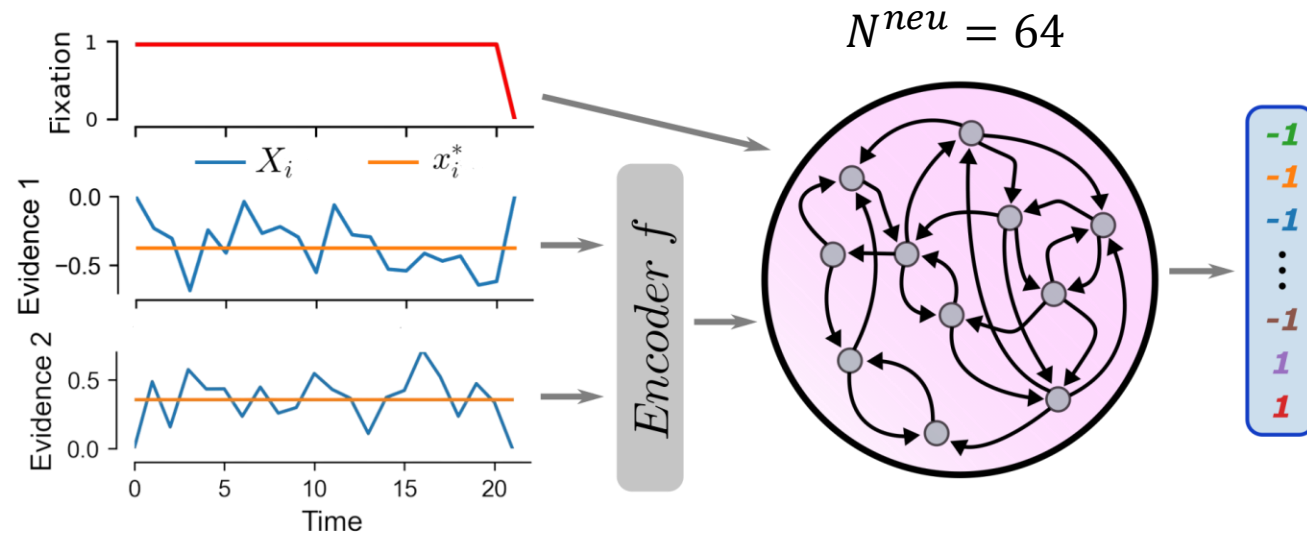 N^{neu} = 64
Fixation
1
0
X_i
x_i^*
Evidence 1
0.0
−0.5
Evidence 2
0.5
0.0
0 5 10 15 20
Time
Encoder f
-1
-1
-1
⋮
-1
1
1